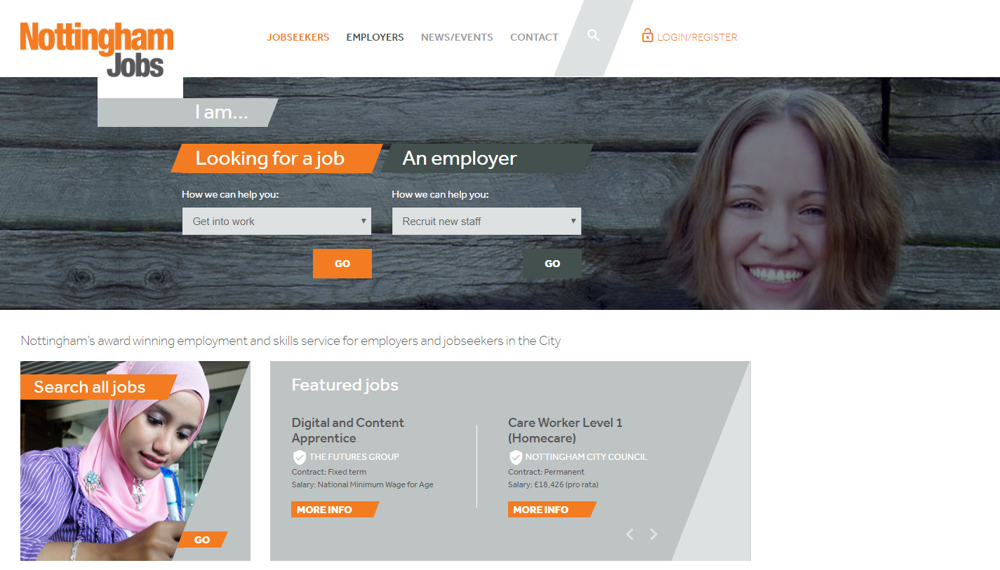 Nottingham
Jobs
JOBSEEKERS EMPLOYERS NEWS/EVENTS CONTACT LOGIN/REGISTER
I am...
Looking for a job
How we can help you:
Get into work
GO
An employer
How we can help you:
Recruit new staff
GO
Nottingham's award winning employment and skills service for employers and jobseekers in the City
Search all jobs
GO
Featured jobs
Digital and Content
Apprentice
THE FUTURES GROUP
Contract: Fixed term
Salary: National Minimum Wage for Age
MORE INFO
Care Worker Level 1
(Homecare)
NOTTINGHAM CITY COUNCIL
Contract: Permanent
Salary: £18,426 (pro rata)
MORE INFO